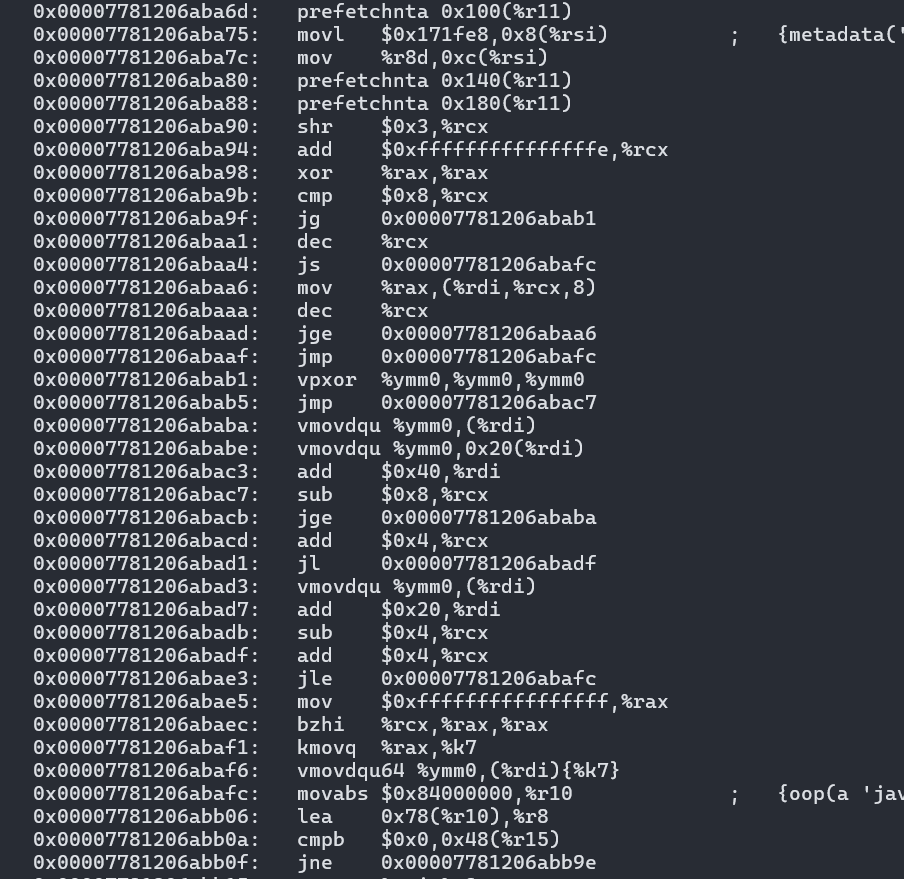 0x00007781206aba6d: prefetchnta 0x100(%r11)
0x00007781206aba75: movl $0x171fe8,0x8(%rsi) ; {metadata('
0x00007781206aba7c: mov %r8d,0xc(%rsi)
0x00007781206aba80: prefetchnta 0x140(%r11)
0x00007781206aba88: prefetchnta 0x180(%r11)
0x00007781206aba90: shr $0x3,%rcx
0x00007781206aba94: add $0xfffffffffffffffe,%rcx
0x00007781206aba98: xor %rax,%rax
0x00007781206aba9b: cmp $0x8,%rcx
0x00007781206aba9f: jg 0x00007781206abab1
0x00007781206abaa1: dec %rcx
0x00007781206abaa4: js 0x00007781206abafc
0x00007781206abaa6: mov %rax,(%rdi,%rcx,8)
0x00007781206abaaa: dec %rcx
0x00007781206abaad: jge 0x00007781206abaa6
0x00007781206abaaf: jmp 0x00007781206abafc
0x00007781206abab1: vpxor %ymm0,%ymm0,%ymm0
0x00007781206abab5: jmp 0x00007781206abac7
0x00007781206ababa: vmovdqu %ymm0,(%rdi)
0x00007781206ababe: vmovdqu %ymm0,0x20(%rdi)
0x00007781206abac3: add $0x40,%rdi
0x00007781206abac7: sub $0x8,%rcx
0x00007781206abacb: jge 0x00007781206ababa
0x00007781206abacd: add $0x4,%rcx
0x00007781206abad1: jl 0x00007781206abadf
0x00007781206abad3: vmovdqu %ymm0,(%rdi)
0x00007781206abad7: add $0x20,%rdi
0x00007781206abadb: sub $0x4,%rcx
0x00007781206abadf: add $0x4,%rcx
0x00007781206abae3: jle 0x00007781206abafc
0x00007781206abae5: mov $0xffffffffffffffff,%rax
0x00007781206abaec: bzhi %rcx,%rax,%rax
0x00007781206abaf1: kmovq %rax,%k7
0x00007781206abaf6: vmovdqu64 %ymm0,(%rdi){%k7}
0x00007781206abafc: movabs $0x84000000,%r10 ; {oop(a 'jav
0x00007781206abb06: lea 0x78(%r10),%r8
0x00007781206abb0a: cmpb $0x0,0x48(%r15)
0x00007781206abb0f: jne 0x00007781206abb9e